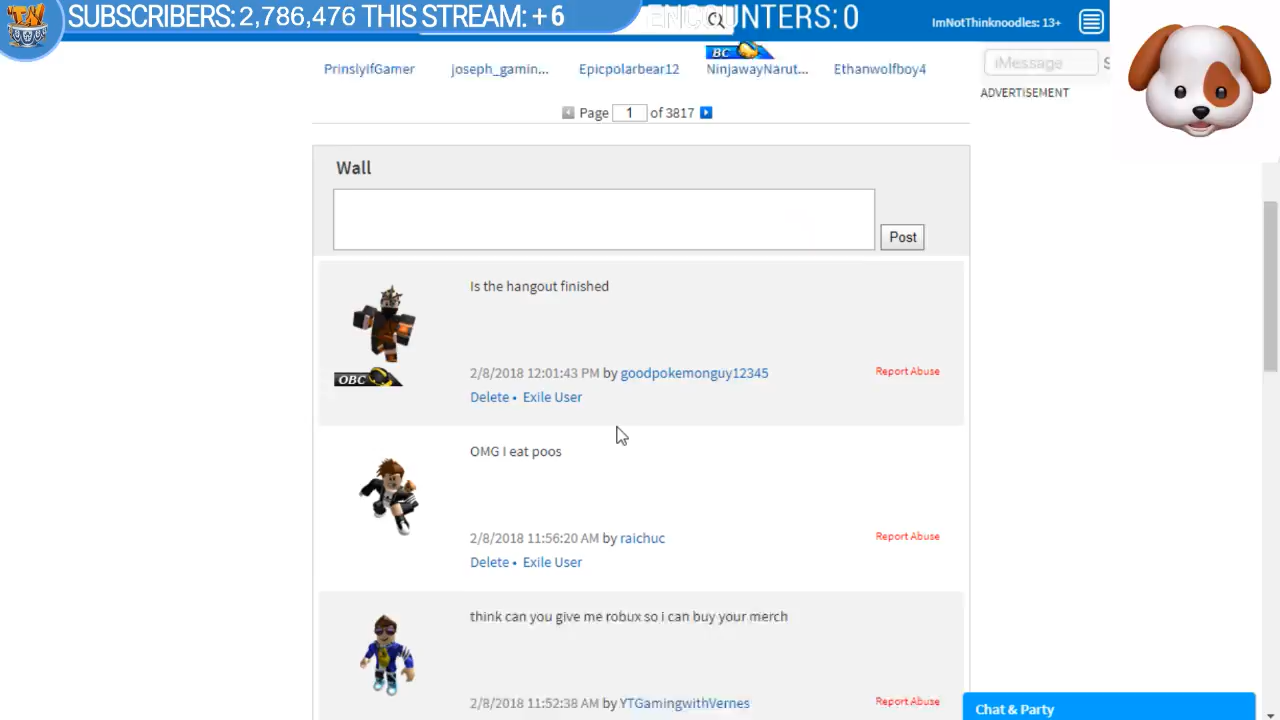 SUBSCRIBERS: 2,786,476 THIS STREAM: +6
ENCOUNTERS: 0
ImNotThinknoodles: 13+
BC
PrinslyIfGamer joseph_gamin... Epicpolarbear12 NinjawayNarut... Ethanwolfboy4
iMessage
ADVERTISEMENT
Page 1 of 3817
Wall
Post
Is the hangout finished
OBC
2/8/2018 12:01:43 PM by goodpokemonguy12345
Report Abuse
Delete • Exile User
OMG I eat poos
2/8/2018 11:56:20 AM by raichuc
Report Abuse
Delete • Exile User
think can you give me robux so i can buy your merch
2/8/2018 11:52:38 AM by YTGamingwithVernes
Report Abuse
Chat & Party